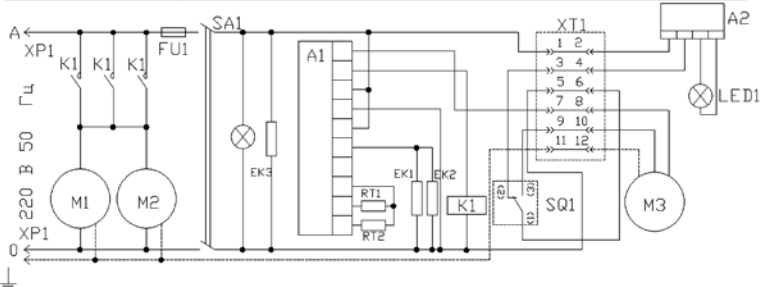 A
XP1
FU1
SA1
K1
K1
K1
A1
XT1
A2
1 2
3 4
5 6
7 8
9 10
11 12
LED1
220 В 50 Гц
EK3
EK1
EK2
RT1
RT2
K1
(2)
(3)
(1)
SQ1
M1
M2
M3
XP1
0